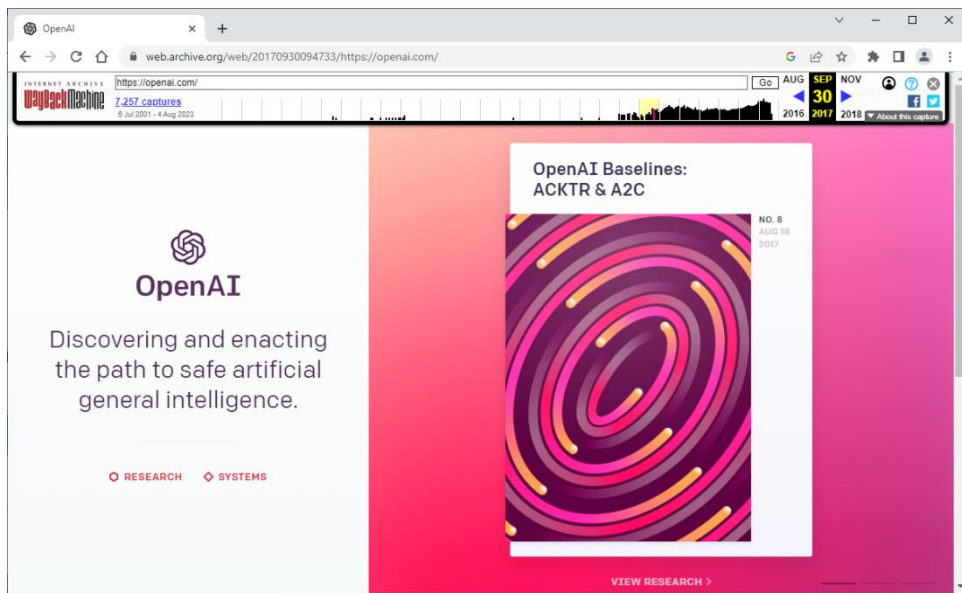 OpenAI
web.archive.org/web/20170930094733/https://openai.com/
INTERNET ARCHIVE
WayBackMachine
https://openai.com/
Go
7,257 captures
6 Jul 2001 - 4 Aug 2023
AUG SEP NOV
30
2016 2017 2018
About this capture
OpenAI
Discovering and enacting
the path to safe artificial
general intelligence.
RESEARCH SYSTEMS
OpenAI Baselines:
ACKTR & A2C
NO. 8
AUG 18
2017
VIEW RESEARCH >